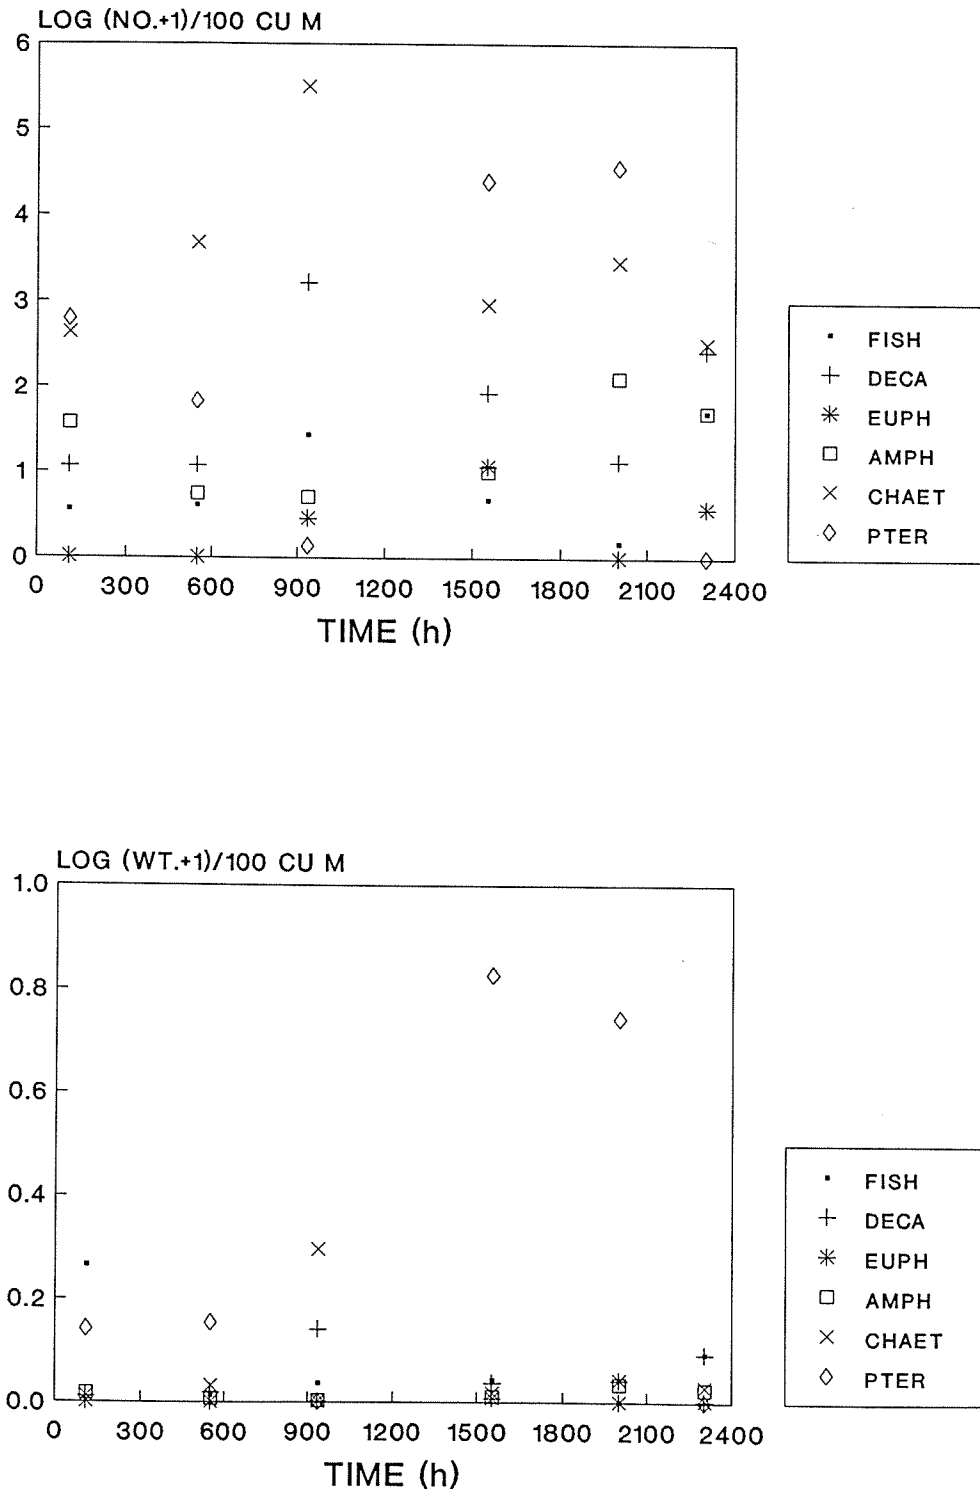 LOG (NO.+1)/100 CU M
6
5
4
3
2
1
0
0 300 600 900 1200 1500 1800 2100 2400
TIME (h)
FISH
DECA
EUPH
AMPH
CHAET
PTER
LOG (WT.+1)/100 CU M
1.0
0.8
0.6
0.4
0.2
0.0
0 300 600 900 1200 1500 1800 2100 2400
TIME (h)
FISH
DECA
EUPH
AMPH
CHAET
PTER